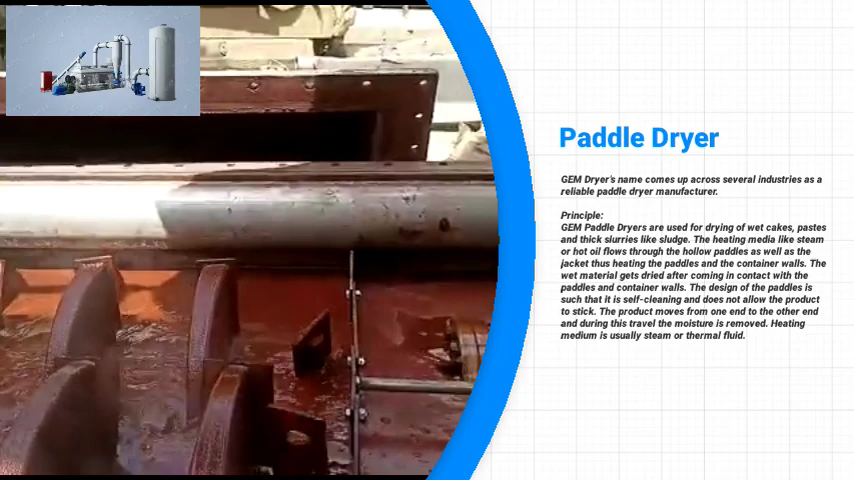 Paddle Dryer
GEM Dryer's name comes up across several industries as a
reliable paddle dryer manufacturer.
Principle:
GEM Paddle Dryers are used for drying of wet cakes, pastes
and thick slurries like sludge. The heating media like steam
or hot oil flows through the hollow paddles as well as the
jacket thus heating the paddles and the container walls. The
wet material gets dried after coming in contact with the
paddles and container walls. The design of the paddles is
such that it is self-cleaning and does not allow the product
to stick. The product moves from one end to the other end
and during this travel the moisture is removed. Heating
medium is usually steam or thermal fluid.